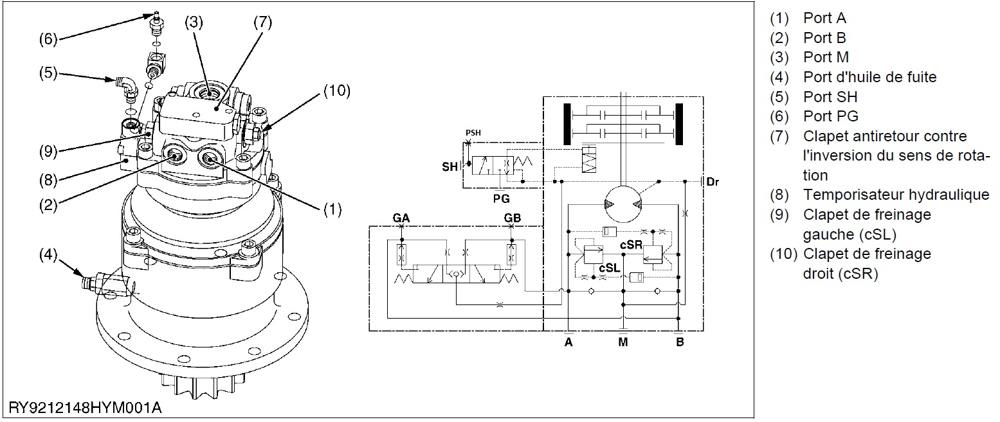 (6)
(3)
(7)
(5)
(10)
(9)
(8)
(2)
(1)
(4)
PSH
SH
PG
Dr
GA
GB
cSR
cSL
A
M
B
RY9212148HYM001A
(1) Port A
(2) Port B
(3) Port M
(4) Port d'huile de fuite
(5) Port SH
(6) Port PG
(7) Clapet antiretour contre
l'inversion du sens de rota-
tion
(8) Temporisateur hydraulique
(9) Clapet de freinage
gauche (cSL)
(10) Clapet de freinage
droit (cSR)